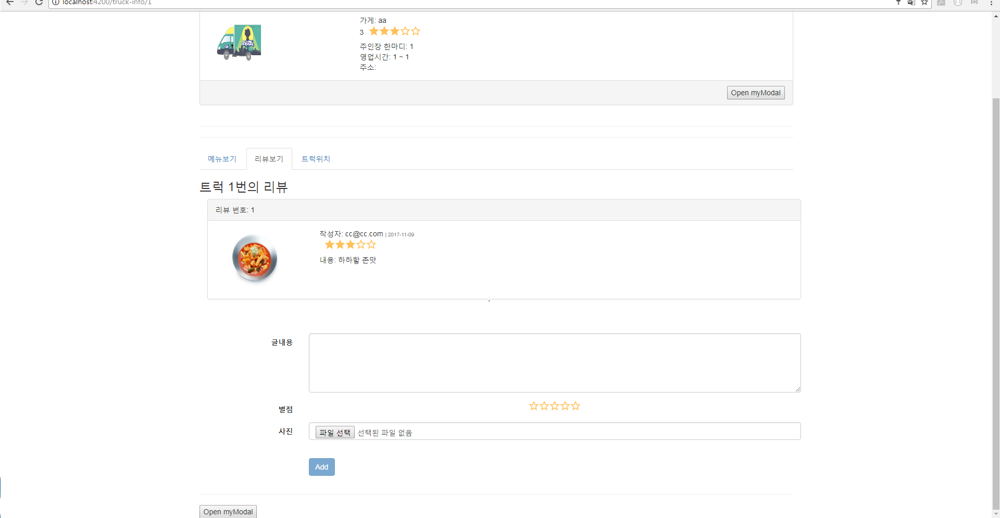 localhost:4200/truck-info/1
가게: aa
3
주인장 한마디: 1
영업시간: 1 ~ 1
주소:
Open myModal
메뉴보기 리뷰보기 트럭위치
트럭 1번의 리뷰
리뷰 번호: 1
작성자: cc@cc.com | 2017-11-09
내용: 하하핳 존맛
.
글내용
별점
사진 파일 선택 선택된 파일 없음
Add
Open myModal